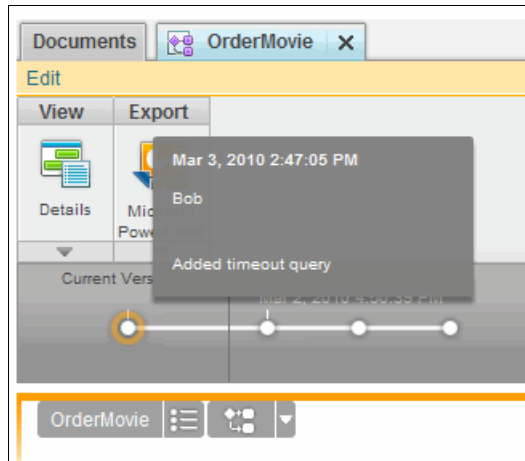 Documents
OrderMovie
Edit
View
Export
Mar 3, 2010 2:47:05 PM
Bob
Details
Added timeout query
Current
OrderMovie